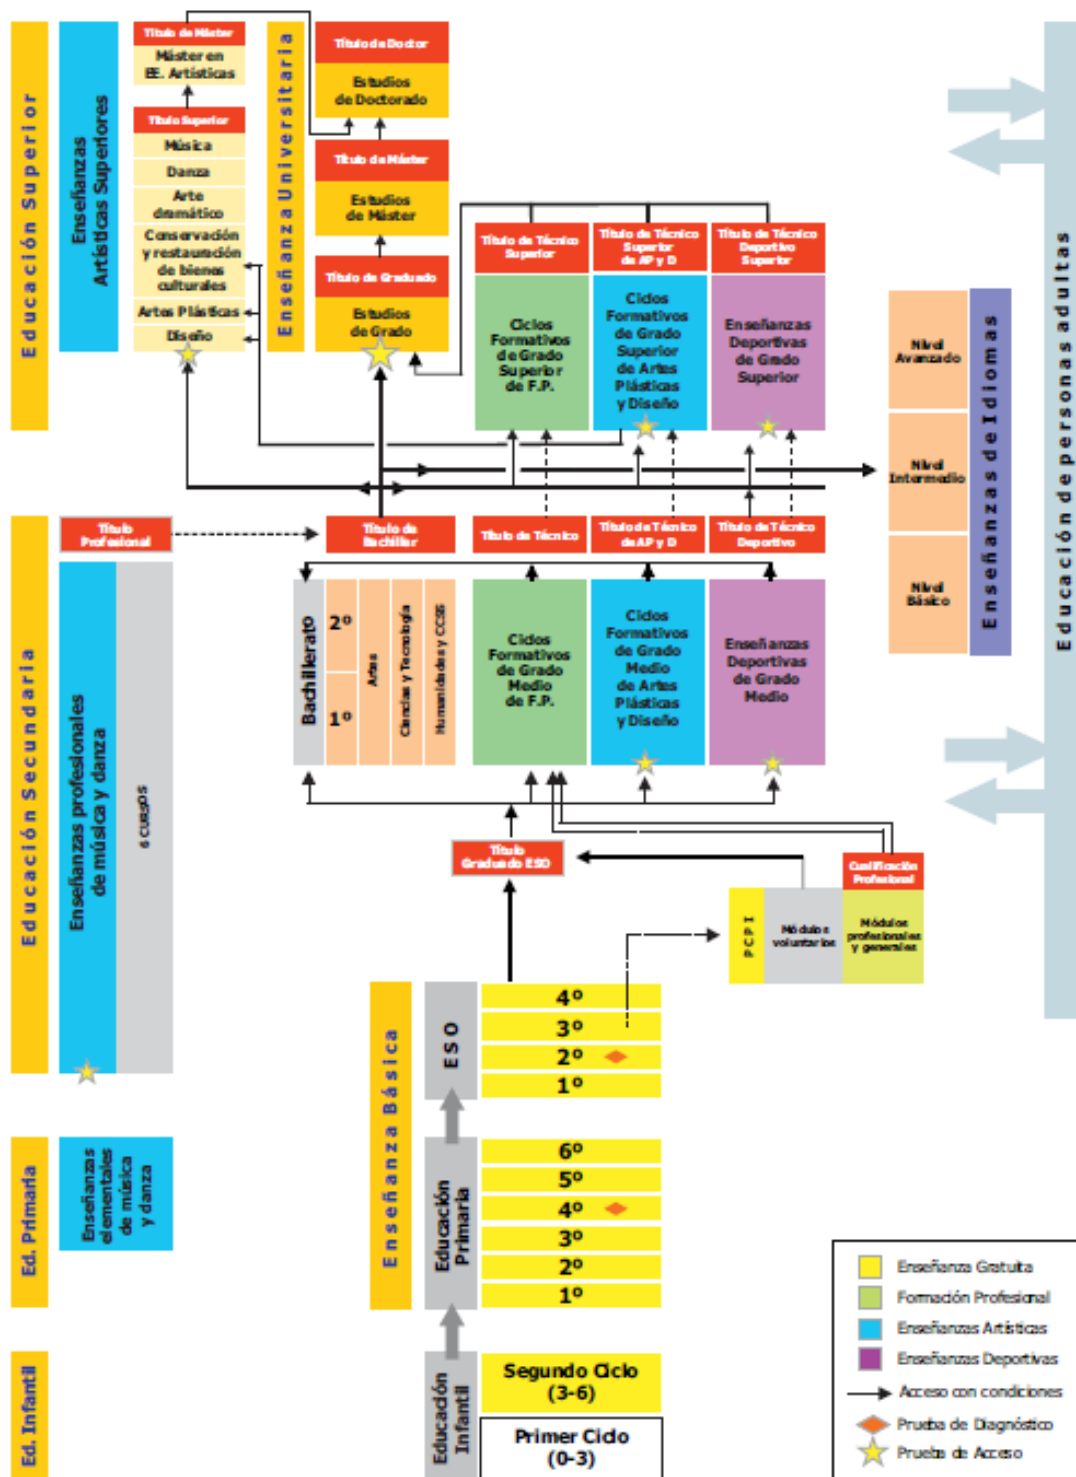 Educación Superior
Enseñanzas
Artísticas Superiores
Título de Máster
Máster en
EE. Artísticas
Título Superior
Música
Danza
Arte
dramático
Conservación
y restauración
de bienes
culturales
Artes Plásticas
Diseño
Enseñanza Universitaria
Título de Doctor
Estudios
de Doctorado
Título de Máster
Estudios
de Máster
Título de Graduado
Estudios
de Grado
Título de Técnico
Superior
Ciclos
Formativos
de Grado
Superior
de F.P.
Título de Técnico
Superior
de AP y D
Ciclos
Formativos
de Grado
Superior
de Artes
Plásticas
y Diseño
Título de Técnico
Deportivo
Superior
Enseñanzas
Deportivas
de Grado
Superior
Nivel
Avanzado
Nivel
Intermedio
Nivel
Básico
Enseñanzas de Idiomas
Educación de personas adultas
Educación Secundaria
Título
Profesional
Enseñanzas profesionales
de música y danza
6 CURSOS
Título de
Bachiller
Bachillerato
2º
1º
Artes
Ciencias y Tecnología
Humanidades y CCSS
Título de Técnico
Ciclos
Formativos
de Grado
Medio
de F.P.
Título de Técnico
de AP y D
Ciclos
Formativos
de Grado
Medio
de Artes
Plásticas
y Diseño
Título de Técnico
Deportivo
Enseñanzas
Deportivas
de Grado
Medio
Título
Graduado ESO
Cualificación
Profesional
PCPI
Módulos
voluntarios
Módulos
profesionales
y generales
Enseñanza Básica
ESO
4º
3º
2º
1º
Ed. Primaria
Enseñanzas
elementales
de música
y danza
Educación
Primaria
6º
5º
4º
3º
2º
1º
Ed. Infantil
Educación
Infantil
Segundo Ciclo
(3-6)
Primer Ciclo
(0-3)
Enseñanza Gratuita
Formación Profesional
Enseñanzas Artísticas
Enseñanzas Deportivas
Acceso con condiciones
Prueba de Diagnóstico
Prueba de Acceso